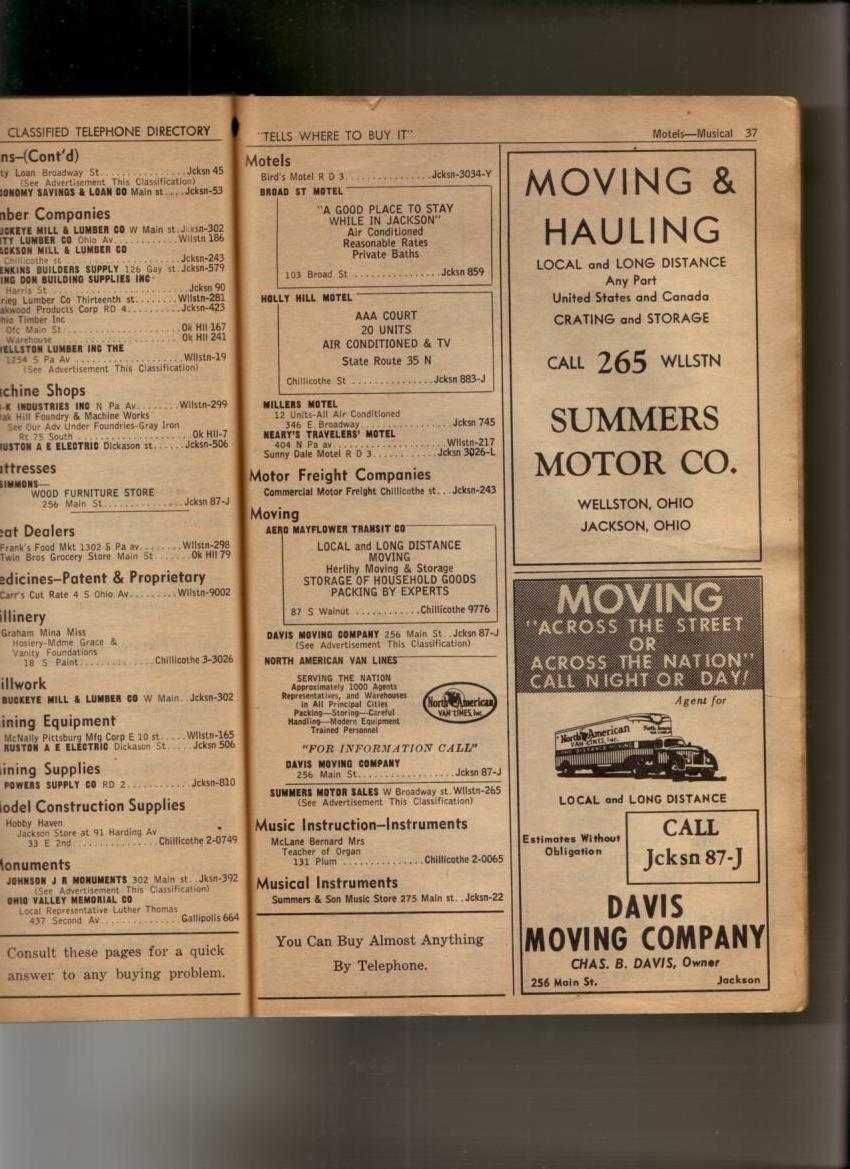 CLASSIFIED TELEPHONE DIRECTORY
ns—(Cont'd)
ty Loan Broadway St. Jcksn 45
(See Advertisement This Classification)
CONOMY SAVINGS & LOAN CO Main st. Jcksn-53
mber Companies
UCKEYE MILL & LUMBER CO W Main st. Jcksn-302
ITY LUMBER CO Ohio Av. Wllstn 186
ACKSON MILL & LUMBER CO
Chillicothe st. Jcksn-243
ENKINS BUILDERS SUPPLY 126 Gay st. Jcksn-579
ING DON BUILDING SUPPLIES INC
Harris St. Jcksn 90
rieg Lumber Co Thirteenth st. Wllstn-281
akwood Products Corp RD 4. Jcksn-423
hio Timber Inc
Ofc Main St. Ok Hll 167
Warehouse Ok Hll 241
WELLSTON LUMBER INC THE
1254 S Pa Av Wllstn-19
(See Advertisement This Classification)
achine Shops
-K INDUSTRIES INC N Pa Av. Wllstn-299
ak Hill Foundry & Machine Works
See Our Adv Under Foundries-Gray Iron
Rt 75 South Ok Hll-7
RUSTON A E ELECTRIC Dickason st. Jcksn-506
attresses
SIMMONS—
WOOD FURNITURE STORE
256 Main St. Jcksn 87-J
eat Dealers
Frank's Food Mkt 1302 S Pa av. Wllstn-298
Twin Bros Grocery Store Main St Ok Hll 79
edicines—Patent & Proprietary
Carr's Cut Rate 4 S Ohio Av. Wllstn-9002
illinery
Graham Mina Miss
Hosiery-Mdme Grace &
Vanity Foundations
18 S Paint. Chillicothe 3-3026
illwork
BUCKEYE MILL & LUMBER CO W Main. Jcksn-302
ining Equipment
McNally Pittsburg Mfg Corp E 10 st. Wllstn-165
RUSTON A E ELECTRIC Dickason St. Jcksn 506
ining Supplies
POWERS SUPPLY CO RD 2. Jcksn-810
odel Construction Supplies
Hobby Haven
Jackson Store at 91 Harding Av
33 E 2nd. Chillicothe 2-0749
Monuments
JOHNSON J R MONUMENTS 302 Main st. Jksn-392
(See Advertisement This Classification)
OHIO VALLEY MEMORIAL CO
Local Representative Luther Thomas
437 Second Av. Gallipolis 664
Consult these pages for a quick
answer to any buying problem.
"TELLS WHERE TO BUY IT"
Motels—Musical 37
Motels
Bird's Motel R D 3. Jcksn-3034-Y
BROAD ST MOTEL
"A GOOD PLACE TO STAY
WHILE IN JACKSON"
Air Conditioned
Reasonable Rates
Private Baths
103 Broad St Jcksn 859
HOLLY HILL MOTEL
AAA COURT
20 UNITS
AIR CONDITIONED & TV
State Route 35 N
Chillicothe St Jcksn 883-J
MILLERS MOTEL
12 Units-All Air Conditioned
346 E Broadway. Jcksn 745
NEARY'S TRAVELERS' MOTEL
404 N Pa av. Wllstn-217
Sunny Dale Motel R D 3. Jcksn 3026-L
Motor Freight Companies
Commercial Motor Freight Chillicothe st. Jcksn-243
Moving
AERO MAYFLOWER TRANSIT CO
LOCAL and LONG DISTANCE
MOVING
Herlihy Moving & Storage
STORAGE OF HOUSEHOLD GOODS
PACKING BY EXPERTS
87 S Walnut Chillicothe 9776
DAVIS MOVING COMPANY 256 Main St. Jcksn 87-J
(See Advertisement This Classification)
NORTH AMERICAN VAN LINES
SERVING THE NATION
Approximately 1000 Agents
Representatives, and Warehouses
in All Principal Cities
Packing—Storing—Careful
Handling—Modern Equipment
Trained Personnel
North American
VAN LINES, Inc
"FOR INFORMATION CALL"
DAVIS MOVING COMPANY
256 Main St. Jcksn 87-J
SUMMERS MOTOR SALES W Broadway st. Wllstn-265
(See Advertisement This Classification)
Music Instruction—Instruments
McLane Bernard Mrs
Teacher of Organ
131 Plum Chillicothe 2-0065
Musical Instruments
Summers & Son Music Store 275 Main st. Jcksn-22
You Can Buy Almost Anything
By Telephone.
MOVING &
HAULING
LOCAL and LONG DISTANCE
Any Part
United States and Canada
CRATING and STORAGE
CALL 265 WLLSTN
SUMMERS
MOTOR CO.
WELLSTON, OHIO
JACKSON, OHIO
MOVING
"ACROSS THE STREET
OR
ACROSS THE NATION"
CALL NIGHT OR DAY!
Agent for
North American
VAN LINES, Inc.
LONG DISTANCE MOVING
LOCAL and LONG DISTANCE
Estimates Without
Obligation
CALL
Jcksn 87-J
DAVIS
MOVING COMPANY
CHAS. B. DAVIS, Owner
256 Main St. Jackson